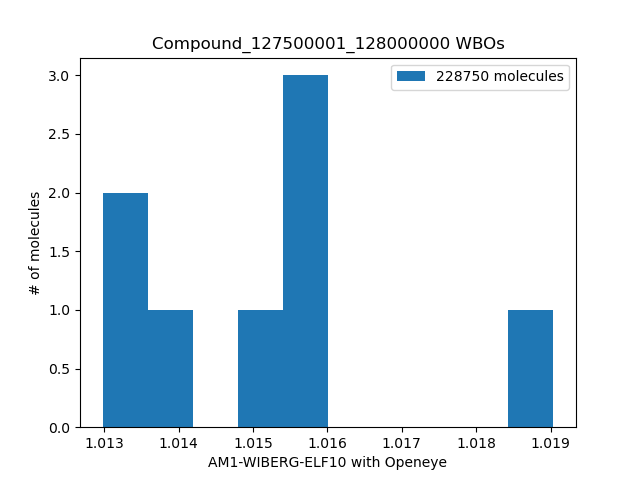 Compound_127500001_128000000 WBOs
228750 molecules
# of molecules
3.0
2.5
2.0
1.5
1.0
0.5
0.0
1.013 1.014 1.015 1.016 1.017 1.018 1.019
AM1-WIBERG-ELF10 with Openeye